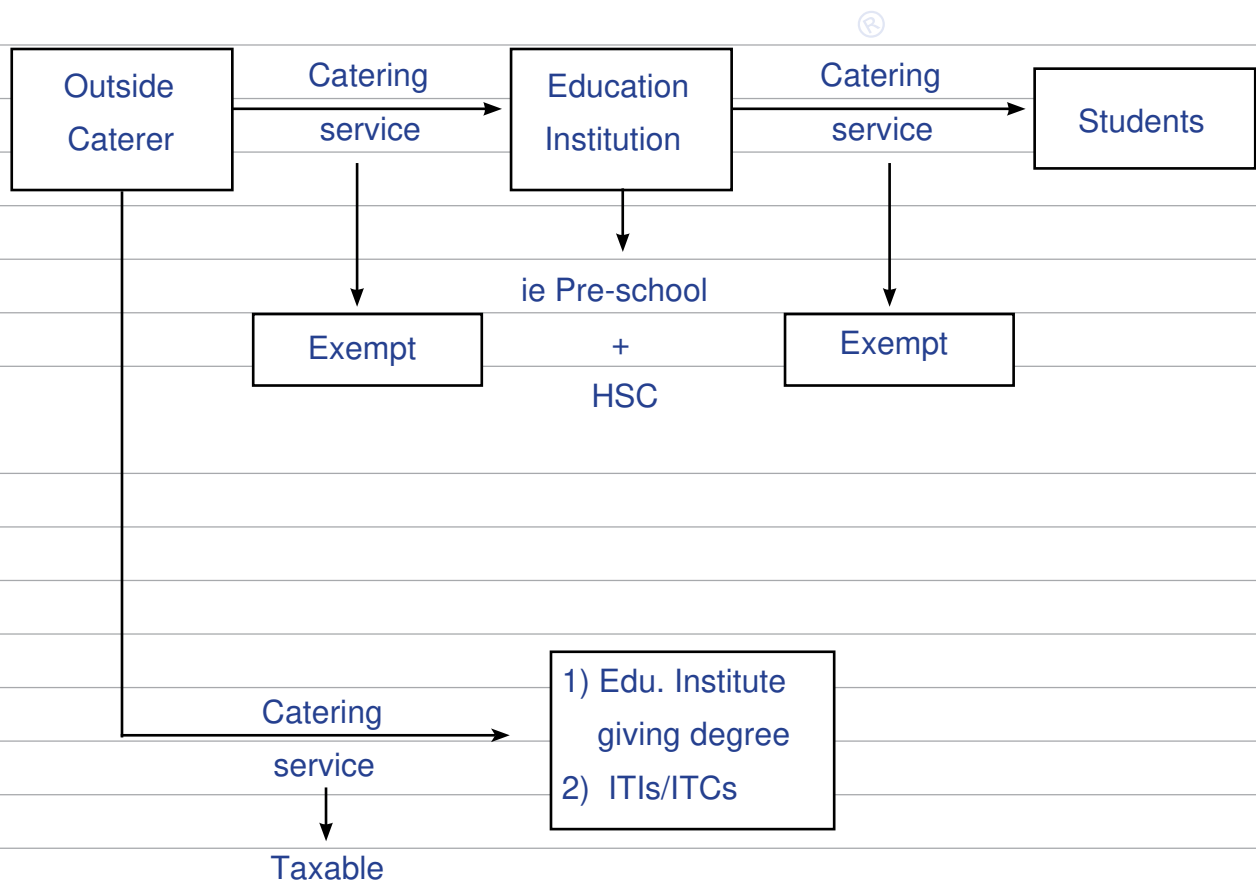 ®
Outside
Caterer
Catering
service
Education
Institution
Catering
service
Students
ie Pre-school
+
HSC
Exempt
Exempt
Catering
service
Taxable
1) Edu. Institute
giving degree
2) ITIs/ITCs